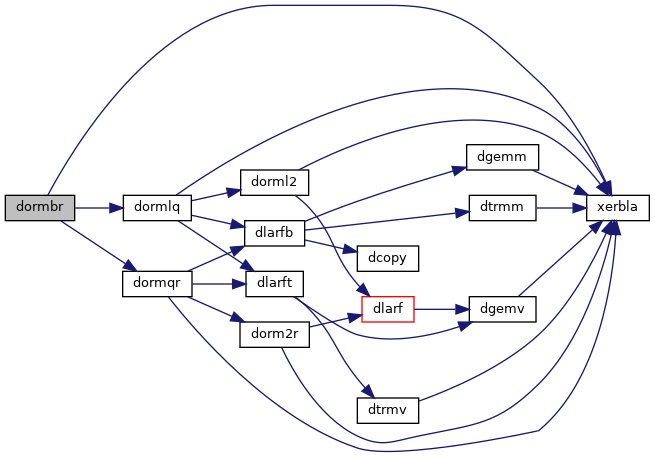 dormbr
dormlq
dormqr
dorml2
dlarfb
dlarft
dorm2r
dcopy
dlarf
dtrmv
dgemm
dtrmm
dgemv
xerbla